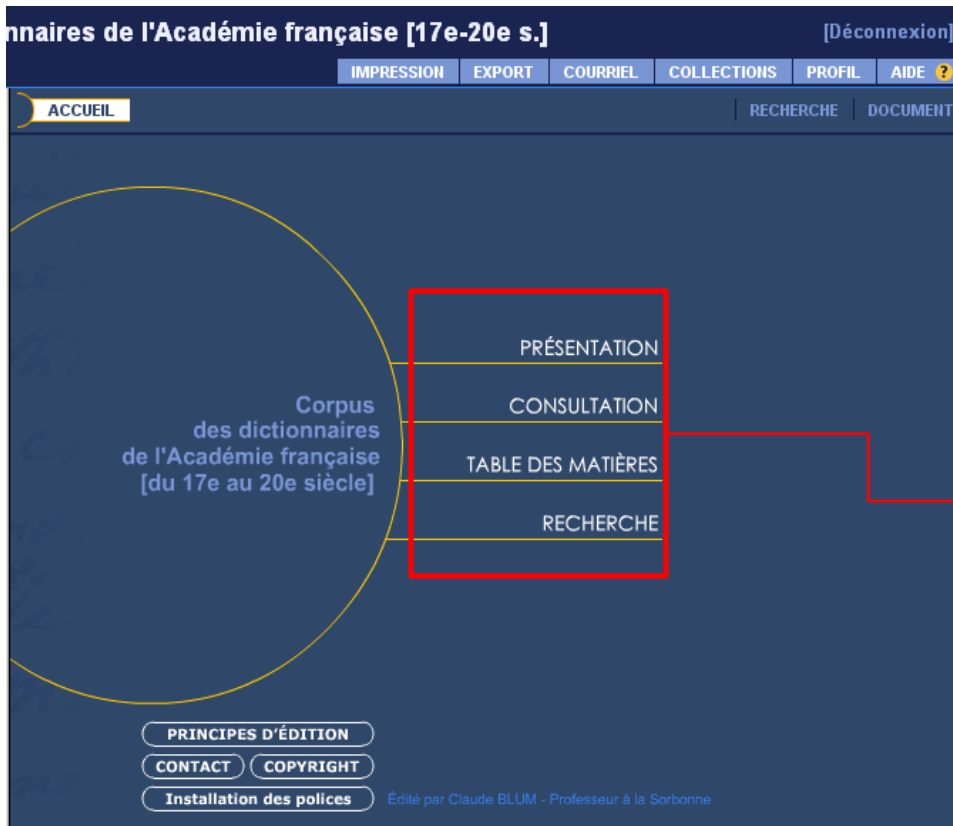 nnaires de l'Académie française [17e-20e s.]
[Déconnexion]
IMPRESSION EXPORT COURRIEL COLLECTIONS PROFIL AIDE ?
ACCUEIL
RECHERCHE DOCUMENT
PRÉSENTATION
CONSULTATION
TABLE DES MATIÈRES
RECHERCHE
Corpus
des dictionnaires
de l'Académie française
[du 17e au 20e siècle]
PRINCIPES D'ÉDITION
CONTACT COPYRIGHT
Installation des polices
Édité par Claude BLUM - Professeur à la Sorbonne